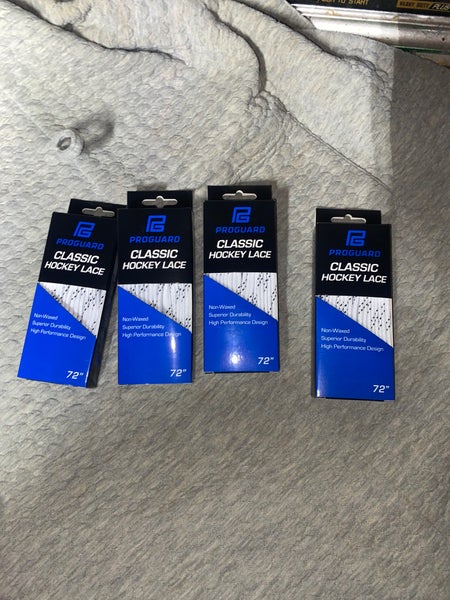 PROGUARD
CLASSIC
HOCKEY LACE
Non-Waxed
Superior Durability
High Performance Design
72"
PROGUARD
CLASSIC
HOCKEY LACE
Non-Waxed
Superior Durability
High Performance Design
72"
PROGUARD
CLASSIC
HOCKEY LACE
Non-Waxed
Superior Durability
High Performance Design
72"
PROGUARD
CLASSIC
HOCKEY LACE
Non-Waxed
Superior Durability
High Performance Design
72"
TO START